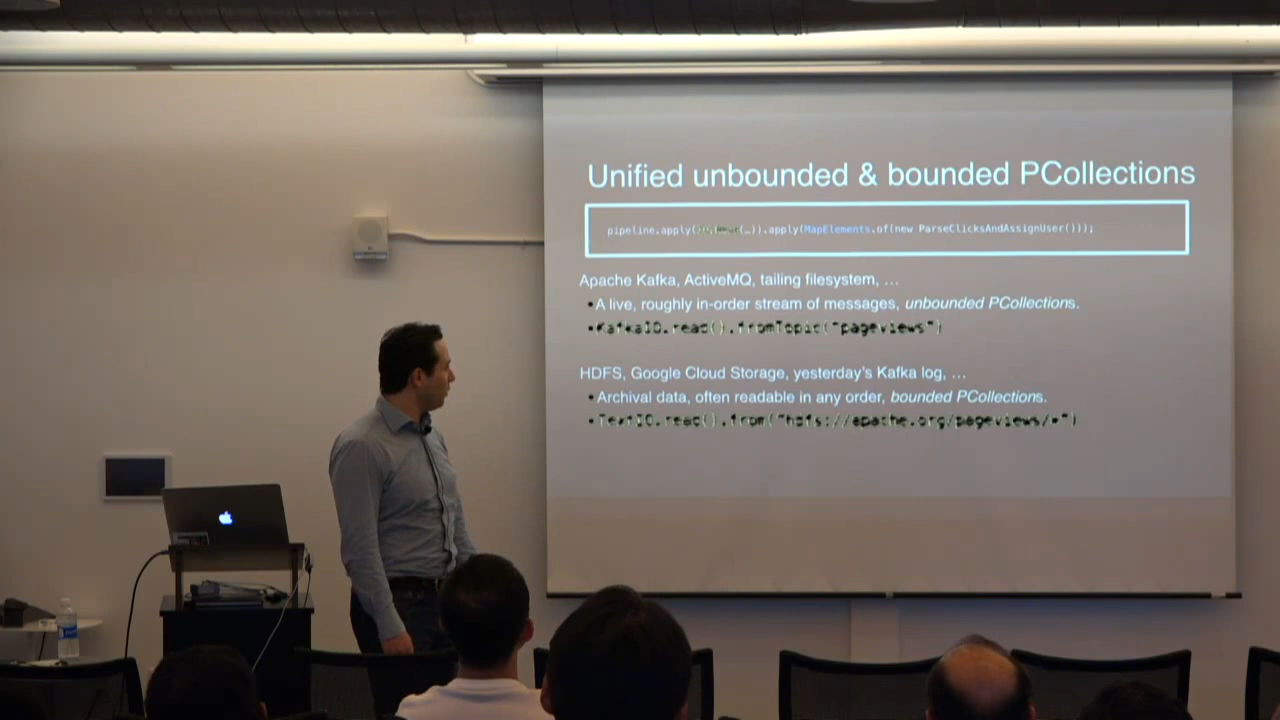 Unified unbounded & bounded PCollections
pipeline.apply( (…)).apply(MapElements.of(new ParseClicksAndAssignUser()));
Apache Kafka, ActiveMQ, tailing filesystem, …
•A live, roughly in-order stream of messages, unbounded PCollections.
•KafkaIO.read().fromTopic("pageviews")
HDFS, Google Cloud Storage, yesterday's Kafka log, …
•Archival data, often readable in any order, bounded PCollections.
•TextIO.read().from("hdfs://apache.org/pageviews/*")